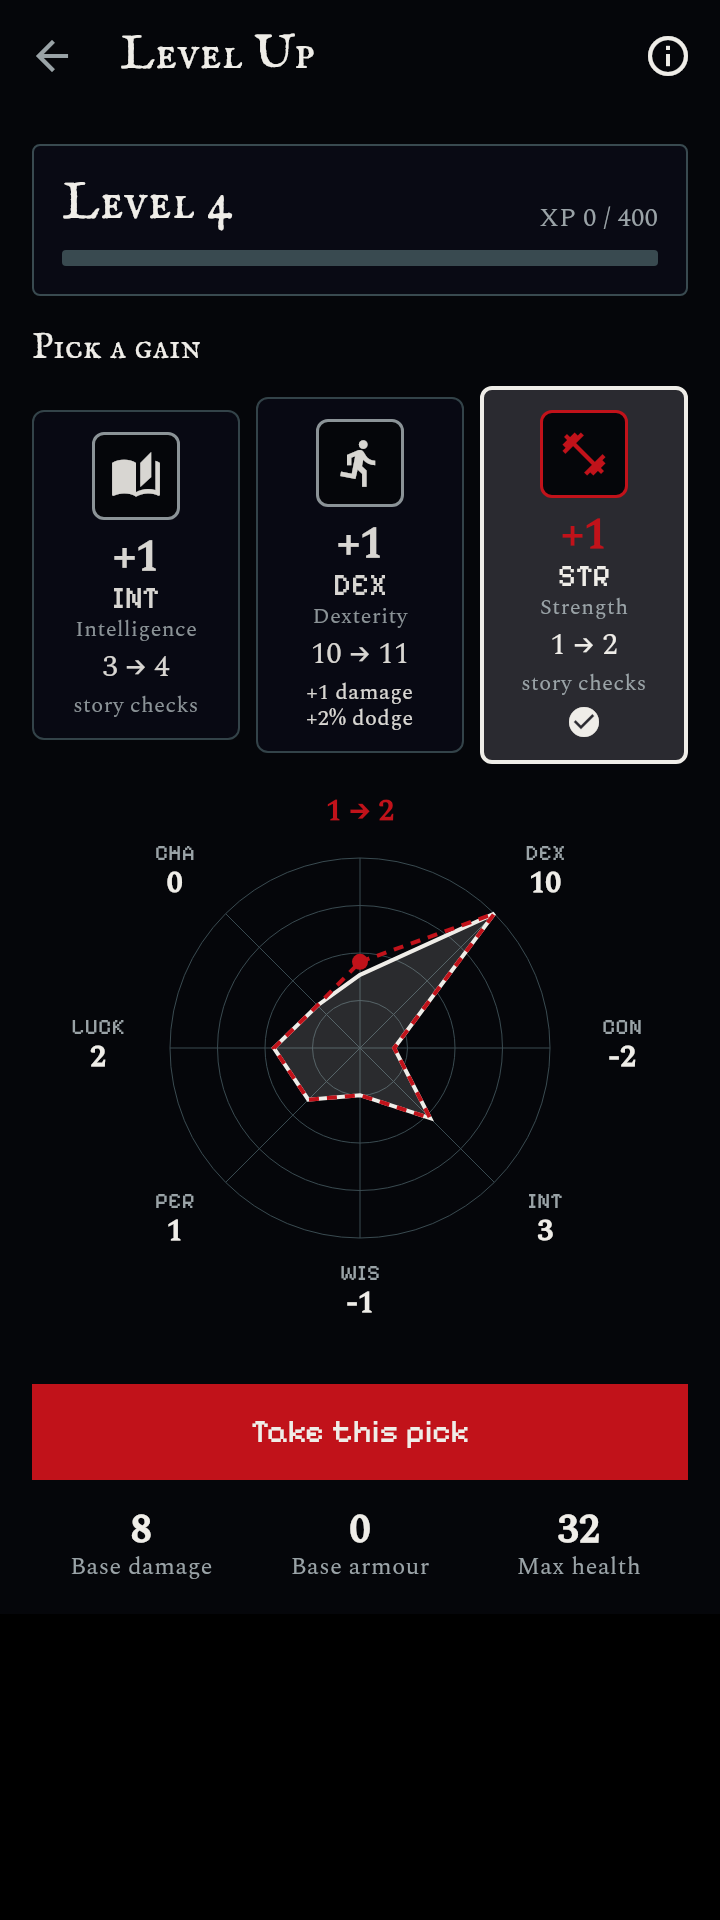 Level Up
Level 4
XP 0 / 400
Pick a gain
+1
INT
Intelligence
3 → 4
story checks
+1
DEX
Dexterity
10 → 11
+1 damage
+2% dodge
+1
STR
Strength
1 → 2
story checks
1 → 2
CHA
0
DEX
10
LUCK
2
CON
-2
PER
1
INT
3
WIS
-1
Take this pick
8
Base damage
0
Base armour
32
Max health